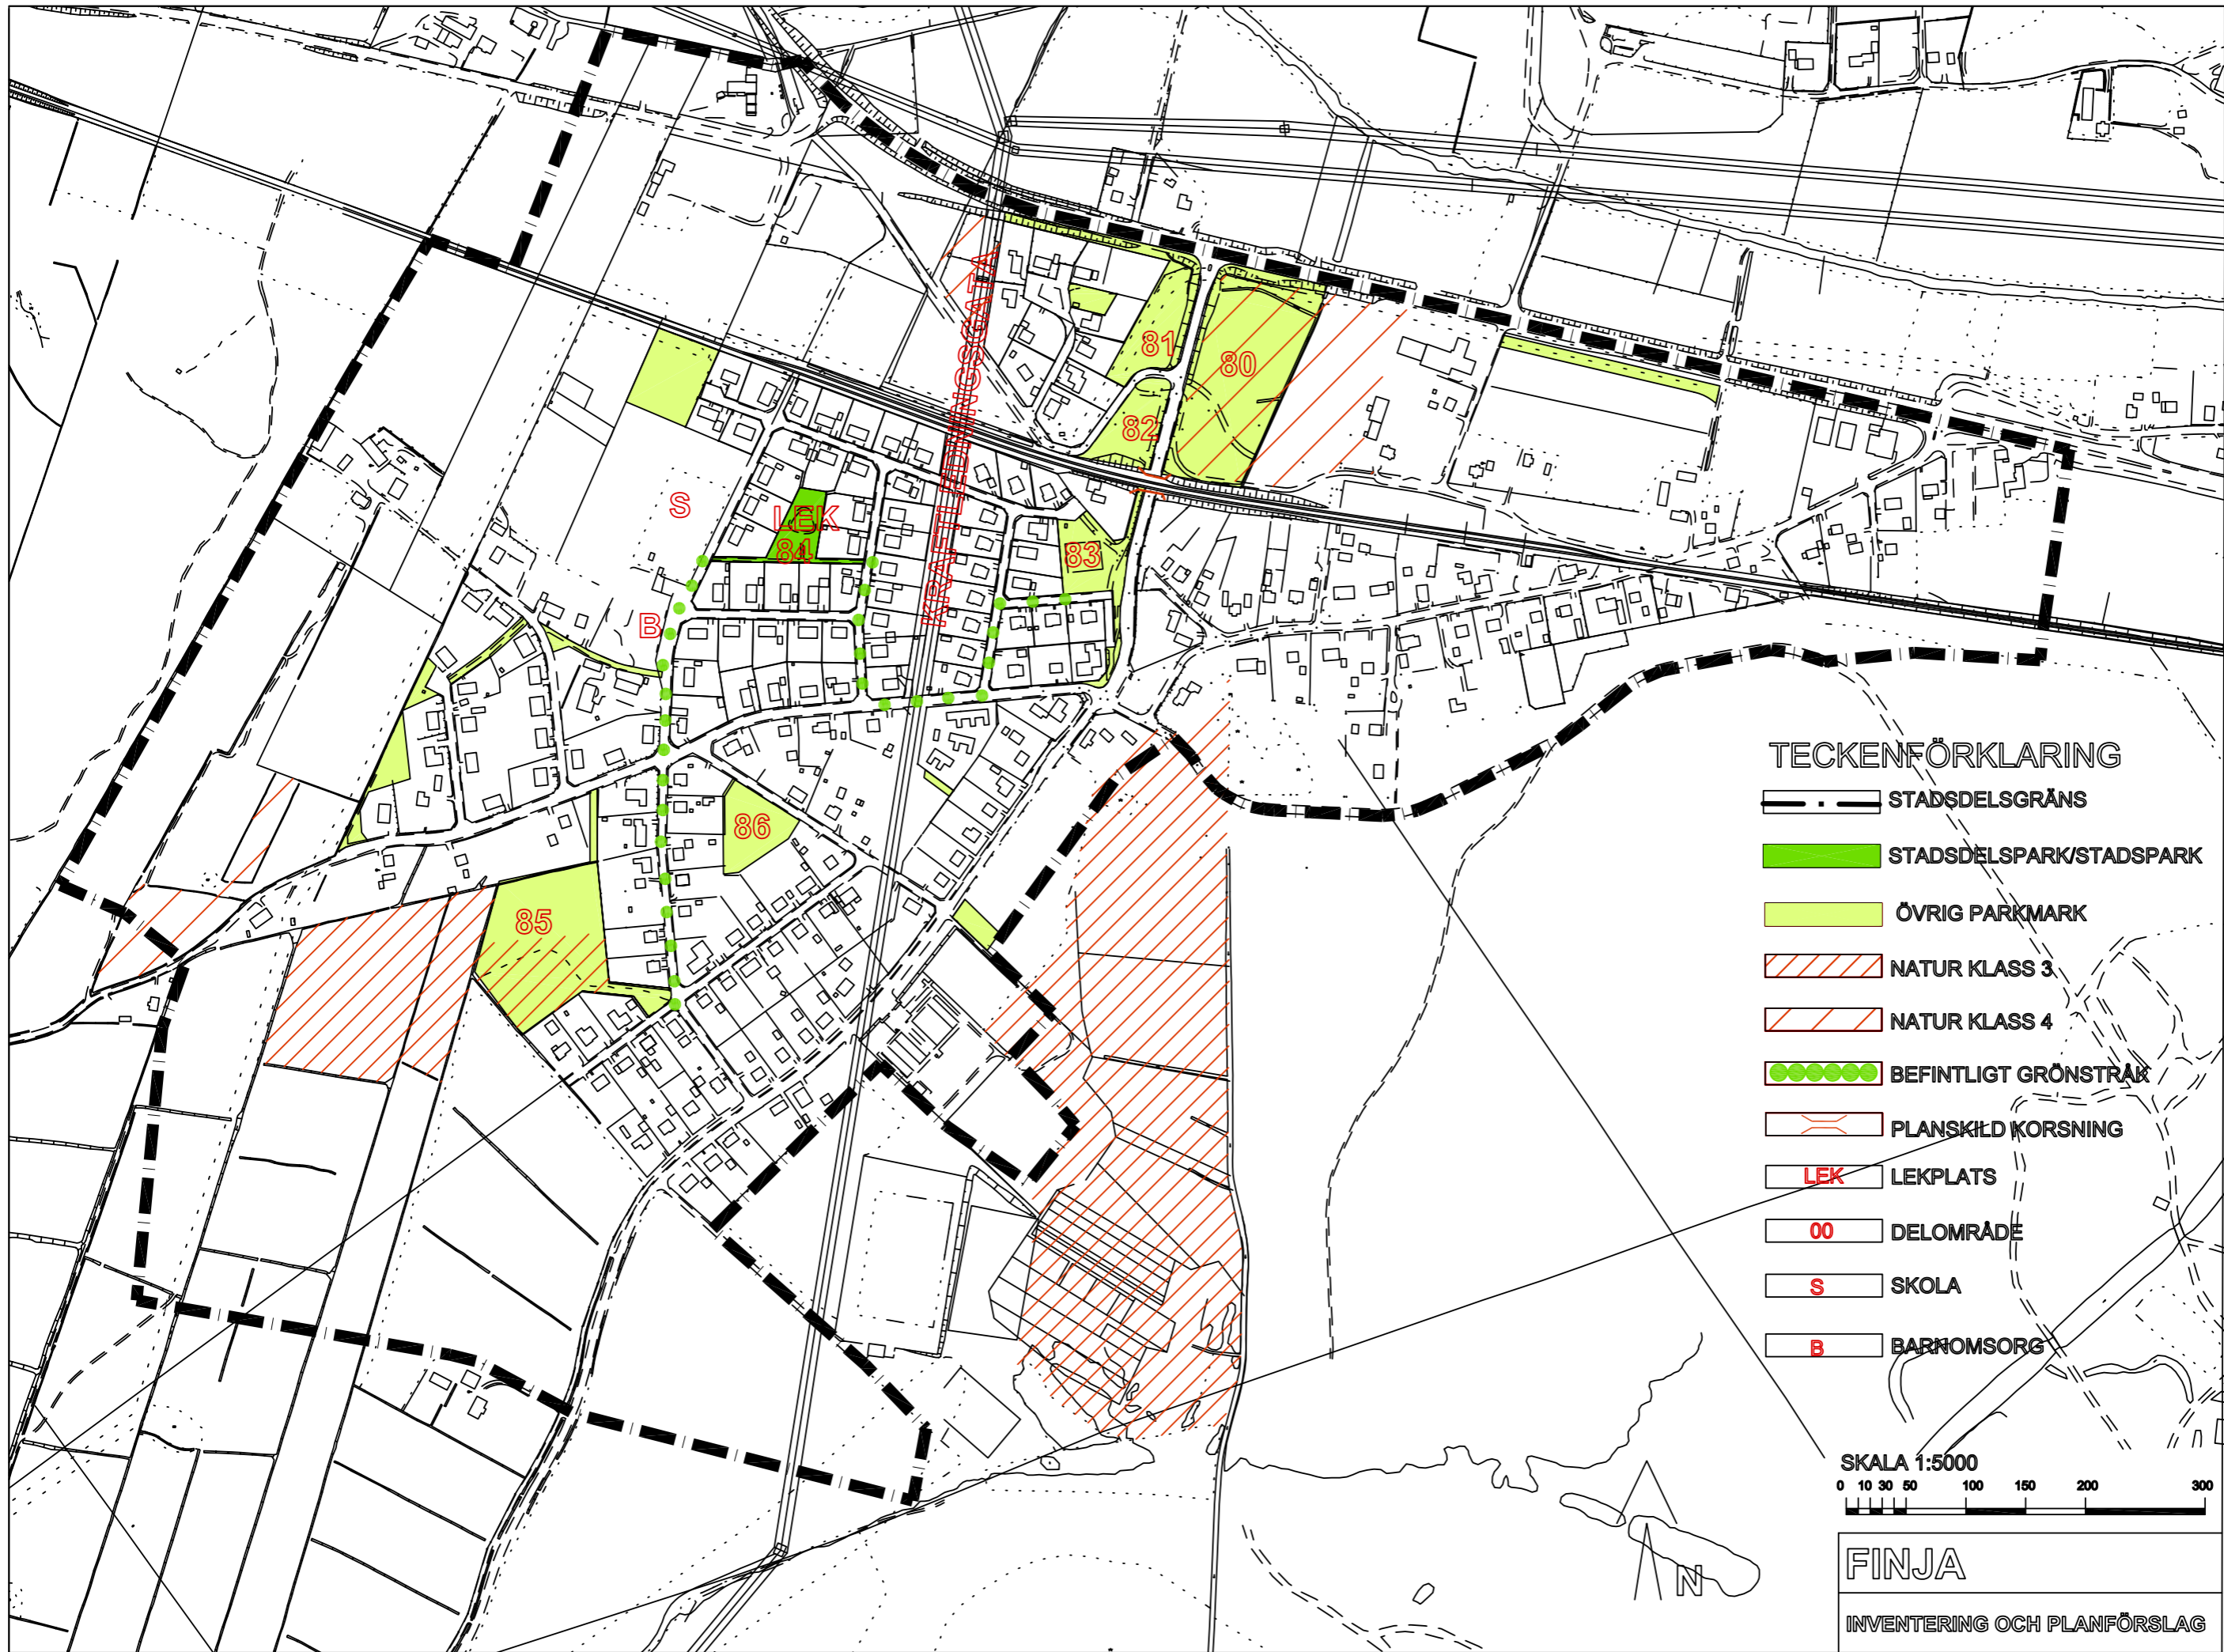 KRAFTLEDNINGSGATA
81
80
82
S
LEK
84
83
B
86
85
TECKENFÖRKLARING
STADSDELSGRÄNS
STADSDELSPARK/STADSPARK
ÖVRIG PARKMARK
NATUR KLASS 3
NATUR KLASS 4
BEFINTLIGT GRÖNSTRÅK
PLANSKILD KORSNING
LEK LEKPLATS
00 DELOMRÅDE
S SKOLA
B BARNOMSORG
SKALA 1:5000
0 10 30 50 100 150 200 300
N
FINJA
INVENTERING OCH PLANFÖRSLAG